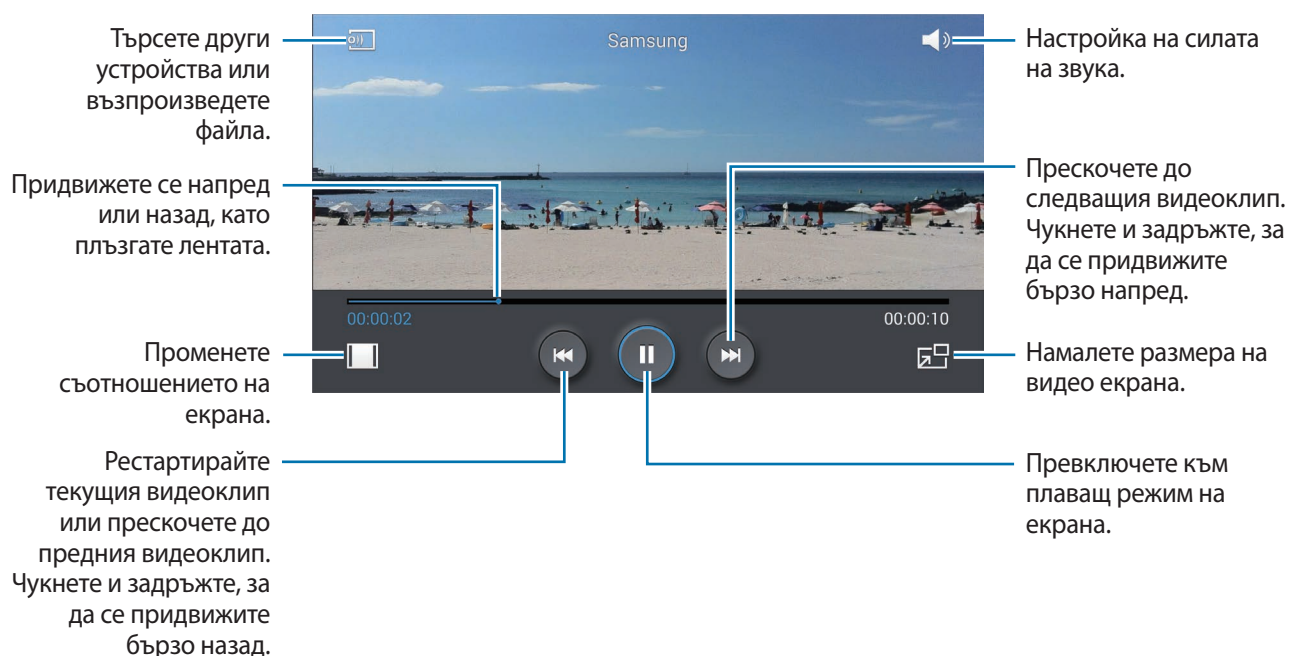 Търсете други
устройства или
възпроизведете
файла.
Придвижете се напред
или назад, като
плъзгате лентата.
Променете
съотношението на
екрана.
Рестартирайте
текущия видеоклип
или прескочете до
предния видеоклип.
Чукнете и задръжте, за
да се придвижите
бързо назад.
Samsung
00:00:02
00:00:10
Настройка на силата
на звука.
Прескочете до
следващия видеоклип.
Чукнете и задръжте, за
да се придвижите
бързо напред.
Намалете размера на
видео екрана.
Превключете към
плаващ режим на
екрана.